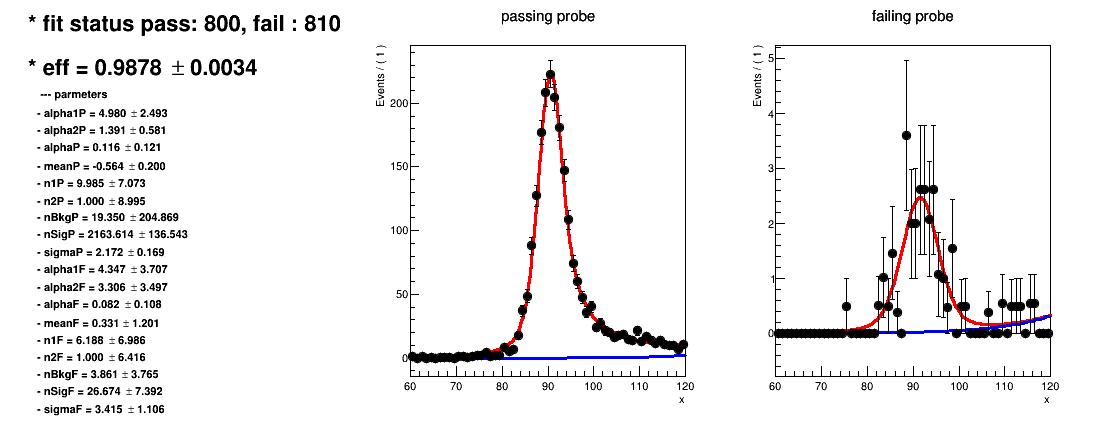 * fit status pass: 800, fail : 810
* eff = 0.9878 ± 0.0034
--- parmeters
- alpha1P = 4.980 ± 2.493
- alpha2P = 1.391 ± 0.581
- alphaP = 0.116 ± 0.121
- meanP = -0.564 ± 0.200
- n1P = 9.985 ± 7.073
- n2P = 1.000 ± 8.995
- nBkgP = 19.350 ± 204.869
- nSigP = 2163.614 ± 136.543
- sigmaP = 2.172 ± 0.169
- alpha1F = 4.347 ± 3.707
- alpha2F = 3.306 ± 3.497
- alphaF = 0.082 ± 0.108
- meanF = 0.331 ± 1.201
- n1F = 6.188 ± 6.986
- n2F = 1.000 ± 6.416
- nBkgF = 3.861 ± 3.765
- nSigF = 26.674 ± 7.392
- sigmaF = 3.415 ± 1.106
passing probe
Events / ( 1 )
200
150
100
50
0
60 70 80 90 100 110 120
x
failing probe
Events / ( 1 )
5
4
3
2
1
0
60 70 80 90 100 110 120
x